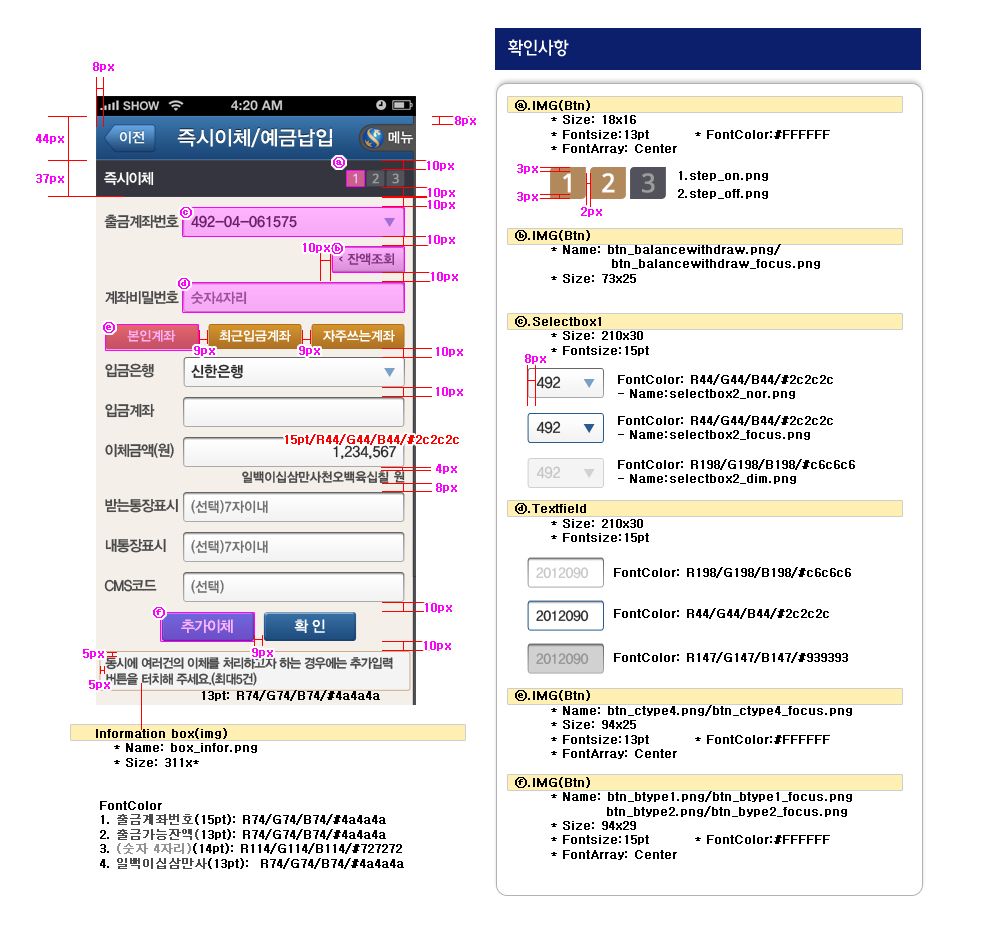 8px
SHOW 4:20 AM
44px
이전 즉시이체/예금납입 메뉴
8px
37px
즉시이체
ⓐ
1 2 3
10px
10px
10px
출금계좌번호
ⓒ
492-04-061575
10px
10px
ⓑ
< 잔액조회
10px
계좌비밀번호
ⓓ
숫자4자리
ⓔ
본인계좌 최근입금계좌 자주쓰는계좌
9px 9px
10px
입금은행 신한은행
10px
입금계좌
15pt/R44/G44/B44/#2c2c2c
이체금액(원) 1,234,567
4px
일백이십삼만사천오백육십칠 원
8px
받는통장표시 (선택)7자이내
내통장표시 (선택)7자이내
CMS코드 (선택)
10px
ⓕ
추가이체 확 인
9px
10px
5px
동시에 여러건의 이체를 처리하고자 하는 경우에는 추가입력
버튼을 터치해 주세요.(최대5건)
5px
13pt: R74/G74/B74/#4a4a4a
Information box(img)
* Name: box_infor.png
* Size: 311x*
FontColor
1. 출금계좌번호(15pt): R74/G74/B74/#4a4a4a
2. 출금가능잔액(13pt): R74/G74/B74/#4a4a4a
3. (숫자 4자리)(14pt): R114/G114/B114/#727272
4. 일백이십삼만사(13pt): R74/G74/B74/#4a4a4a
확인사항
ⓐ.IMG(Btn)
* Size: 18x16
* Fontsize:13pt * FontColor:#FFFFFF
* FontArray: Center
3px
1 2 3
3px
2px
1.step_on.png
2.step_off.png
ⓑ.IMG(Btn)
* Name: btn_balancewithdraw.png/
btn_balancewithdraw_focus.png
* Size: 73x25
ⓒ.Selectbox1
* Size: 210x30
* Fontsize:15pt
8px
492
FontColor: R44/G44/B44/#2c2c2c
- Name:selectbox2_nor.png
492
FontColor: R44/G44/B44/#2c2c2c
- Name:selectbox2_focus.png
492
FontColor: R198/G198/B198/#c6c6c6
- Name:selectbox2_dim.png
ⓓ.Textfield
* Size: 210x30
* Fontsize:15pt
2012090 FontColor: R198/G198/B198/#c6c6c6
2012090 FontColor: R44/G44/B44/#2c2c2c
2012090 FontColor: R147/G147/B147/#939393
ⓔ.IMG(Btn)
* Name: btn_ctype4.png/btn_ctype4_focus.png
* Size: 94x25
* Fontsize:13pt * FontColor:#FFFFFF
* FontArray: Center
ⓕ.IMG(Btn)
* Name: btn_btype1.png/btn_btype1_focus.png
btn_btype2.png/btn_bype2_focus.png
* Size: 94x29
* Fontsize:15pt * FontColor:#FFFFFF
* FontArray: Center